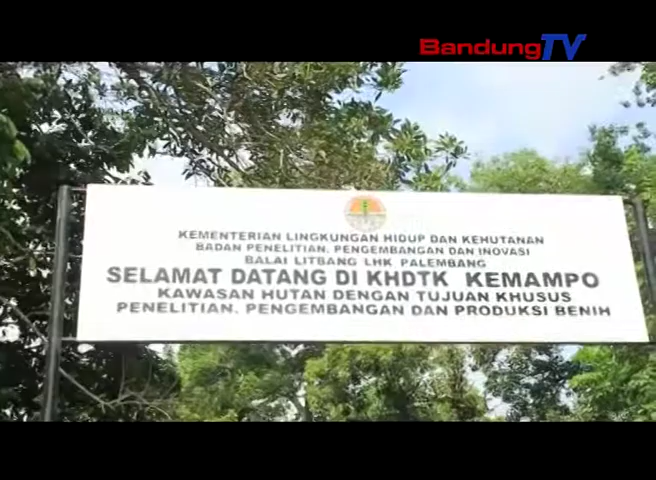 BandungTV
KEMENTERIAN LINGKUNGAN HIDUP DAN KEHUTANAN
BADAN PENELITIAN. PENGEMBANGAN DAN INOVASI
BALAI LITBANG LHK PALEMBANG
SELAMAT DATANG DI KHDTK KEMAMPO
KAWASAN HUTAN DENGAN TUJUAN KHUSUS
PENELITIAN. PENGEMBANGAN DAN PRODUKSI BENIH